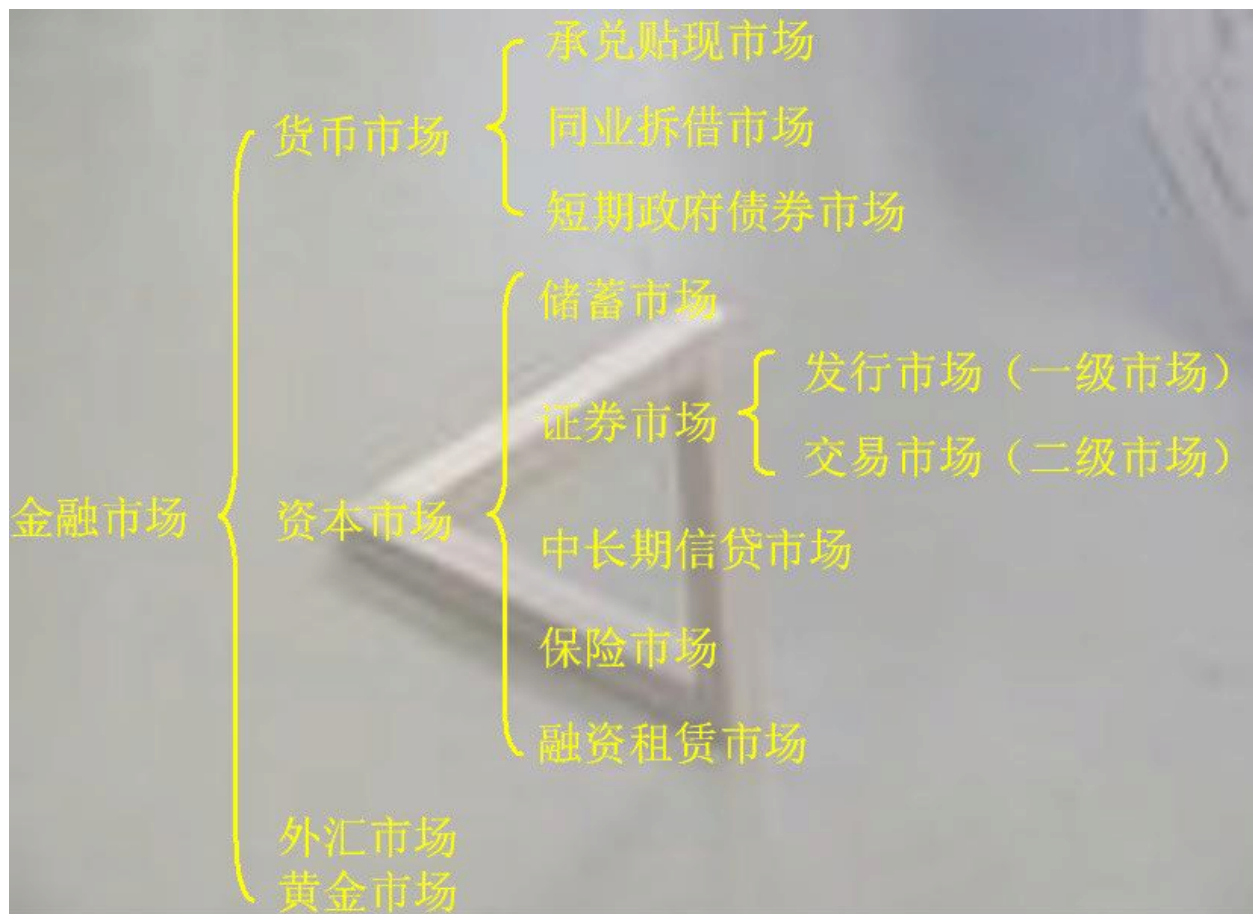 承兑贴现市场
货币市场
同业拆借市场
短期政府债券市场
储蓄市场
发行市场（一级市场）
证券市场
交易市场（二级市场）
金融市场
资本市场
中长期信贷市场
保险市场
融资租赁市场
外汇市场
黄金市场